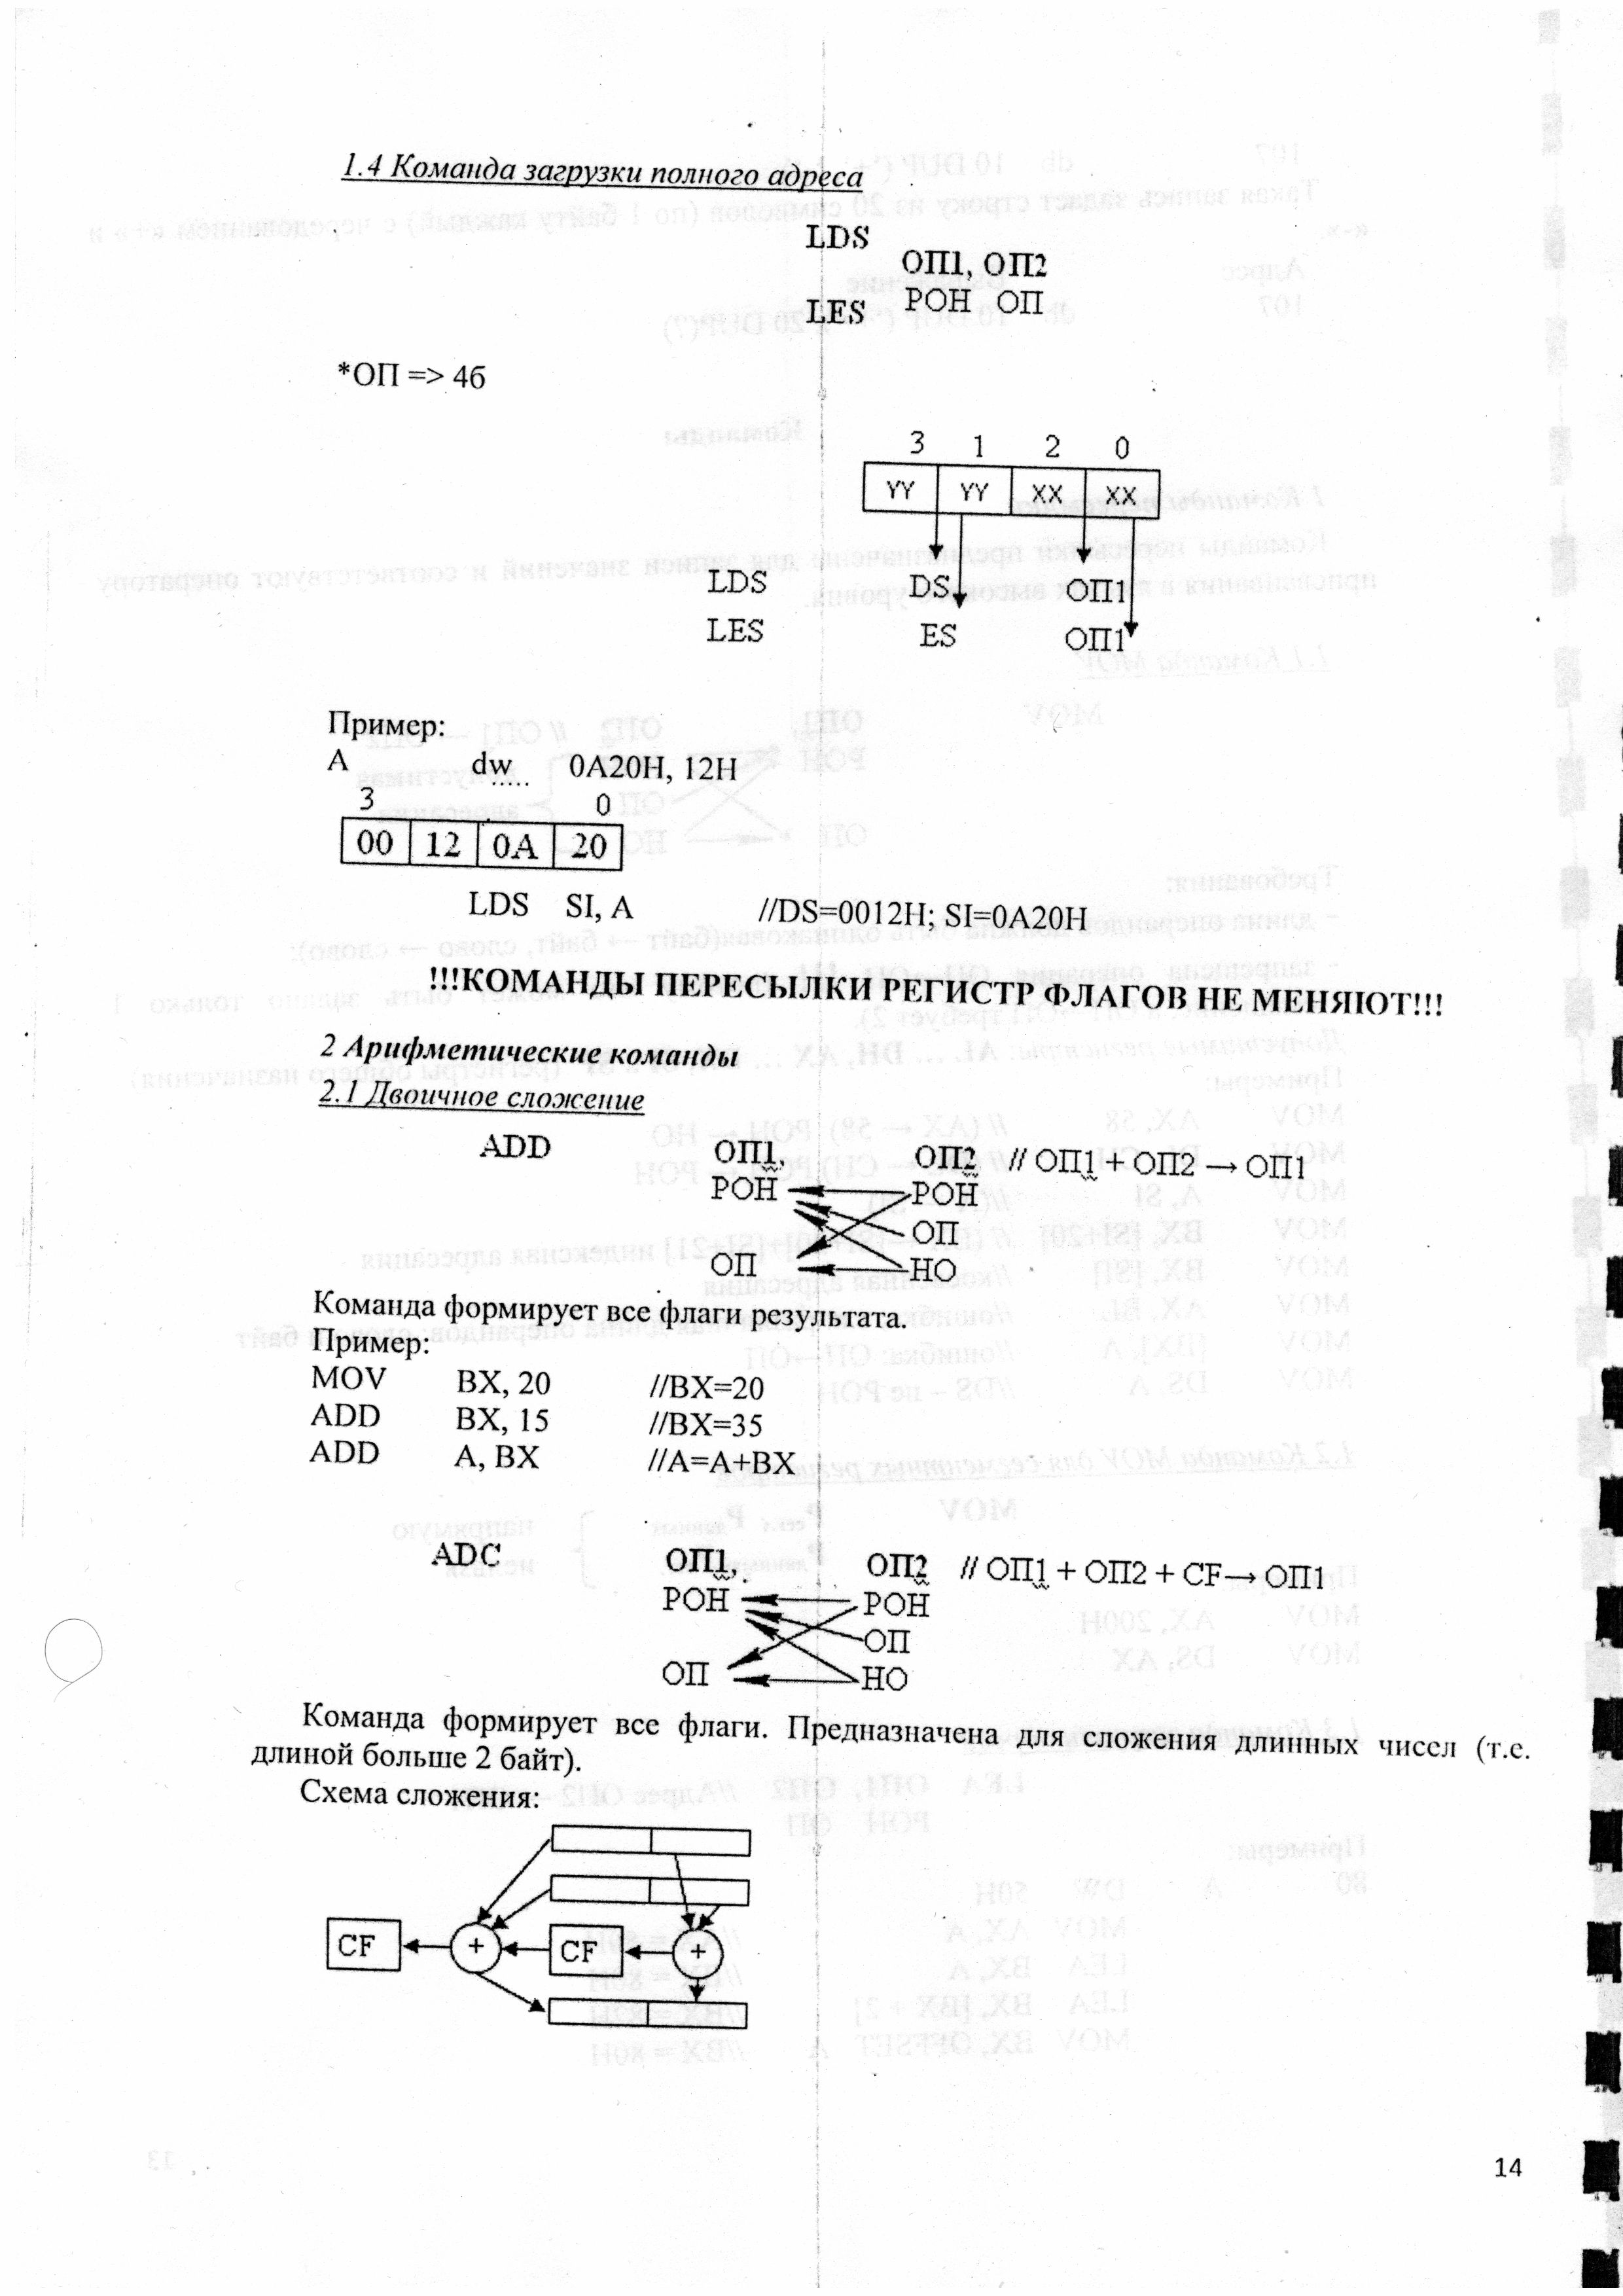 1.4 Команда загрузки полного адреса
LDS
ОП1, ОП2
LES РОН ОП
*ОП => 4б
3 1 2 0
YY YY XX XX
LDS DS ОП1
LES ES ОП1
Пример:
А dw 0A20H, 12H
3 0
00 12 0A 20
LDS SI, A //DS=0012H; SI=0A20H
!!!КОМАНДЫ ПЕРЕСЫЛКИ РЕГИСТР ФЛАГОВ НЕ МЕНЯЮТ!!!
2 Арифметические команды
2.1 Двоичное сложение
ADD ОП1, ОП2 // ОП1 + ОП2 → ОП1
РОН РОН
ОП
ОП НО
Команда формирует все флаги результата.
Пример:
MOV BX, 20 //BX=20
ADD BX, 15 //BX=35
ADD A, BX //A=A+BX
ADC ОП1, ОП2 // ОП1 + ОП2 + CF→ ОП1
РОН РОН
ОП
ОП НО
Команда формирует все флаги. Предназначена для сложения длинных чисел (т.е.
длиной больше 2 байт).
Схема сложения:
CF + CF +
14